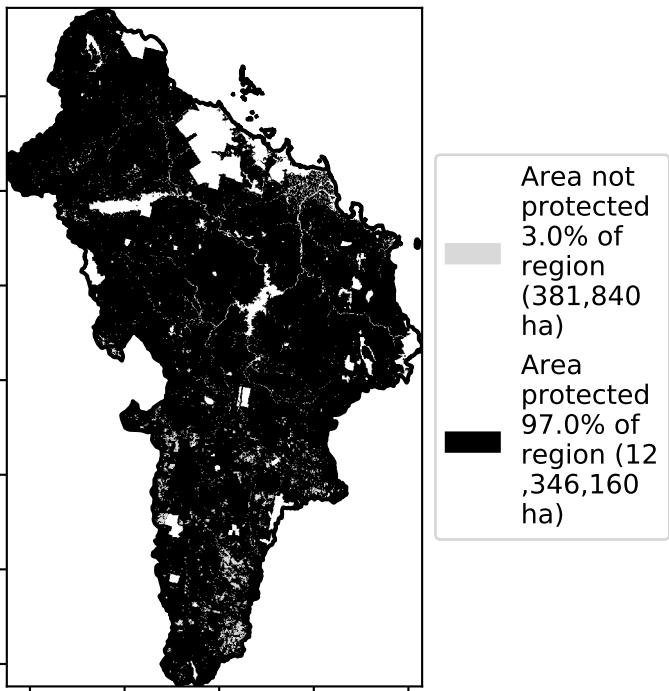 Area not
protected
3.0% of
region
(381,840
ha)
Area
protected
97.0% of
region (12
,346,160
ha)